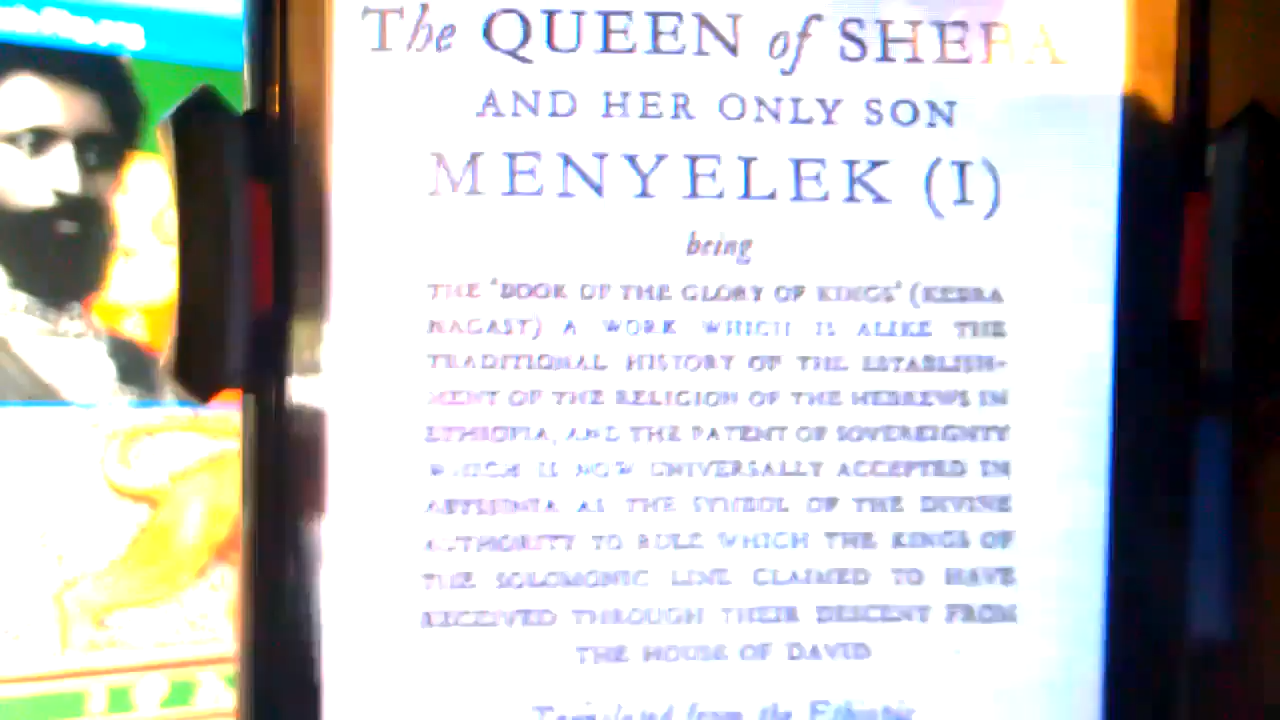 The QUEEN of SHEBA
AND HER ONLY SON
MENYELEK (I)
being
THE 'BOOK OF THE GLORY OF KINGS' (KEBRA
NAGAST) A WORK WHICH IS ALIKE THE
TRADITIONAL HISTORY OF THE ESTABLISH-
MENT OF THE RELIGION OF THE HEBREWS IN
ETHIOPIA, AND THE PATENT OF SOVEREIGNTY
WHICH IS NOW UNIVERSALLY ACCEPTED IN
ABYSSINIA AS THE SYMBOL OF THE DIVINE
AUTHORITY TO RULE WHICH THE KINGS OF
THE SOLOMONIC LINE CLAIMED TO HAVE
RECEIVED THROUGH THEIR DESCENT FROM
THE HOUSE OF DAVID
Translated from the Ethiopic